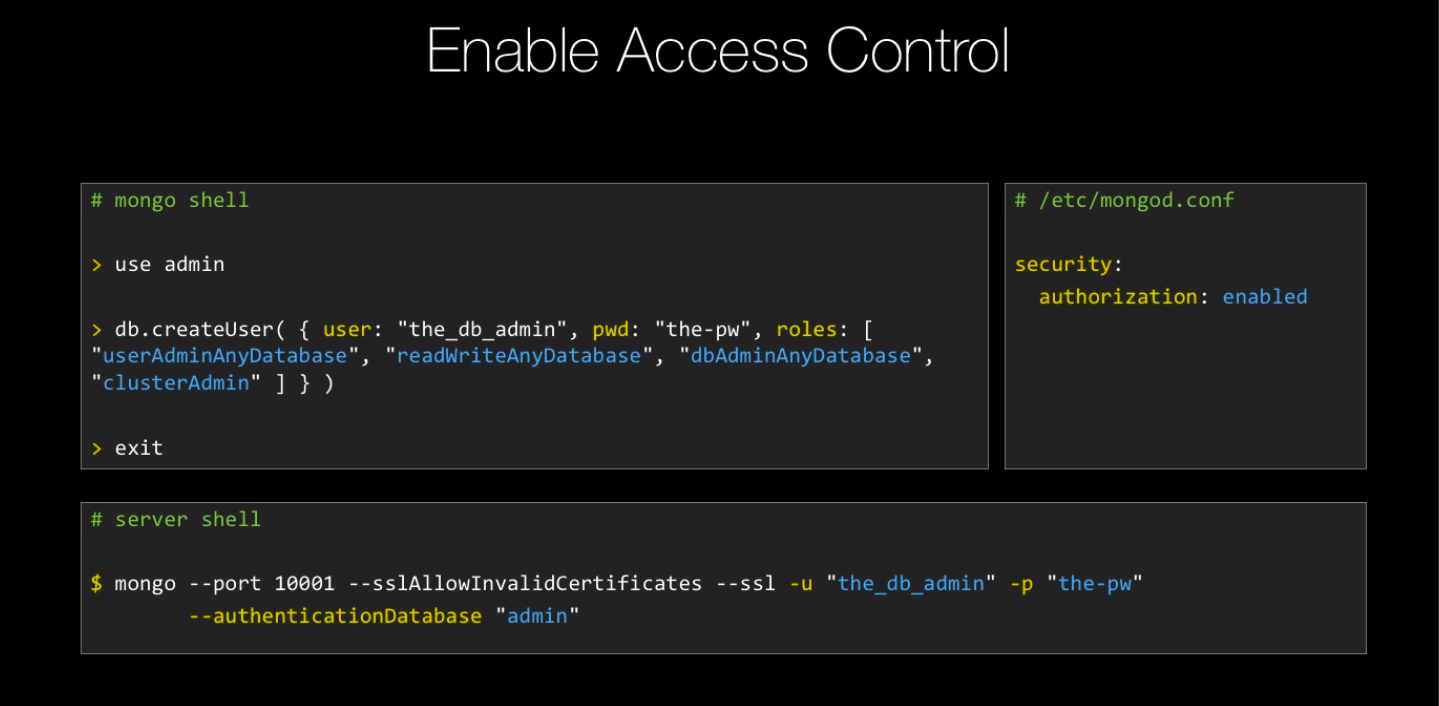 Enable Access Control
# mongo shell
> use admin
> db.createUser( { user: "the_db_admin", pwd: "the-pw", roles: [
"userAdminAnyDatabase", "readWriteAnyDatabase", "dbAdminAnyDatabase",
"clusterAdmin" ] } )
> exit
# /etc/mongod.conf
security:
  authorization: enabled
# server shell
$ mongo --port 10001 --sslAllowInvalidCertificates --ssl -u "the_db_admin" -p "the-pw"
        --authenticationDatabase "admin"